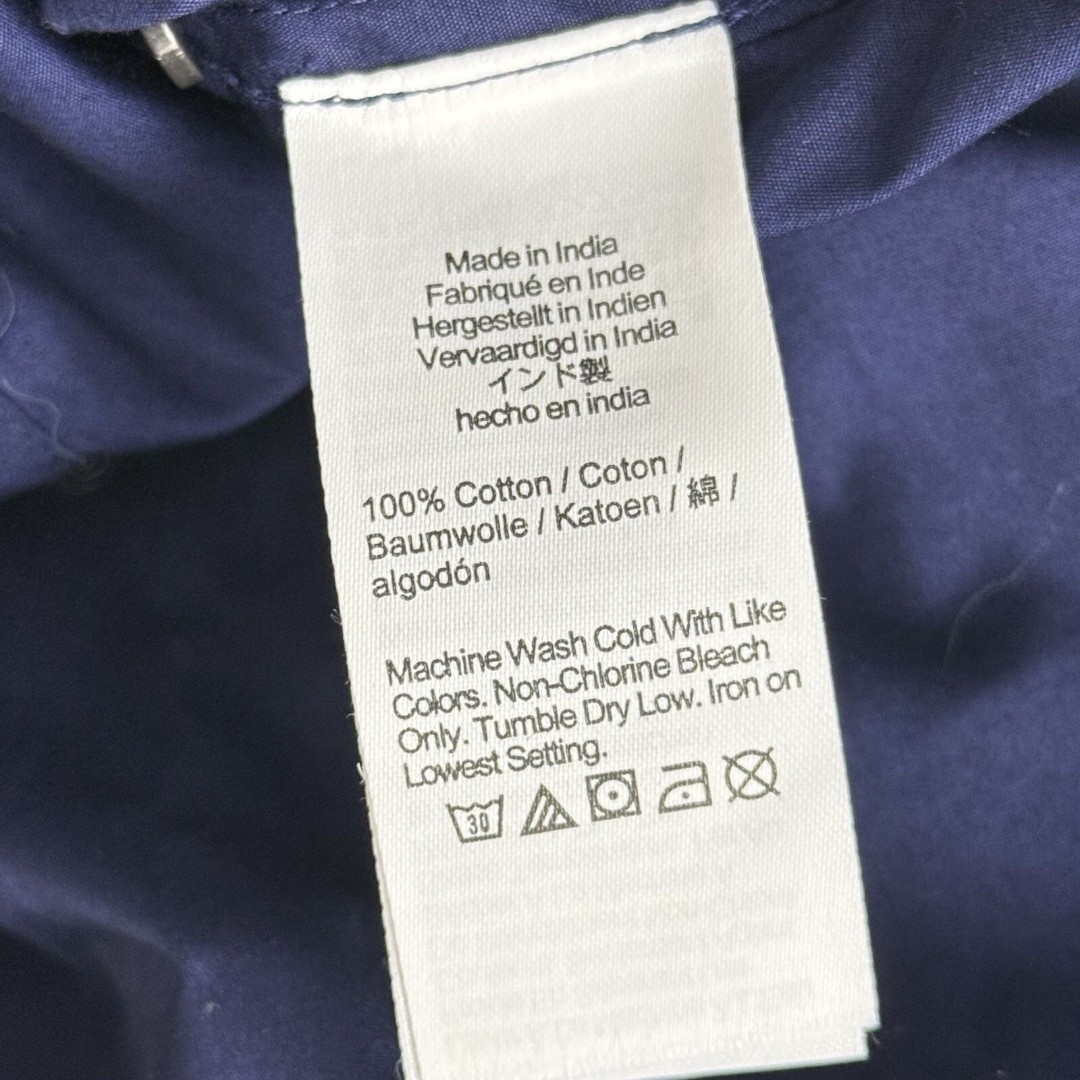 Made in India
Fabriqué en Inde
Hergestellt in Indien
Vervaardigd in India
インド製
hecho en india
100% Cotton / Coton /
Baumwolle / Katoen / 綿 /
algodón
Machine Wash Cold With Like
Colors. Non-Chlorine Bleach
Only. Tumble Dry Low. Iron on
Lowest Setting.
30